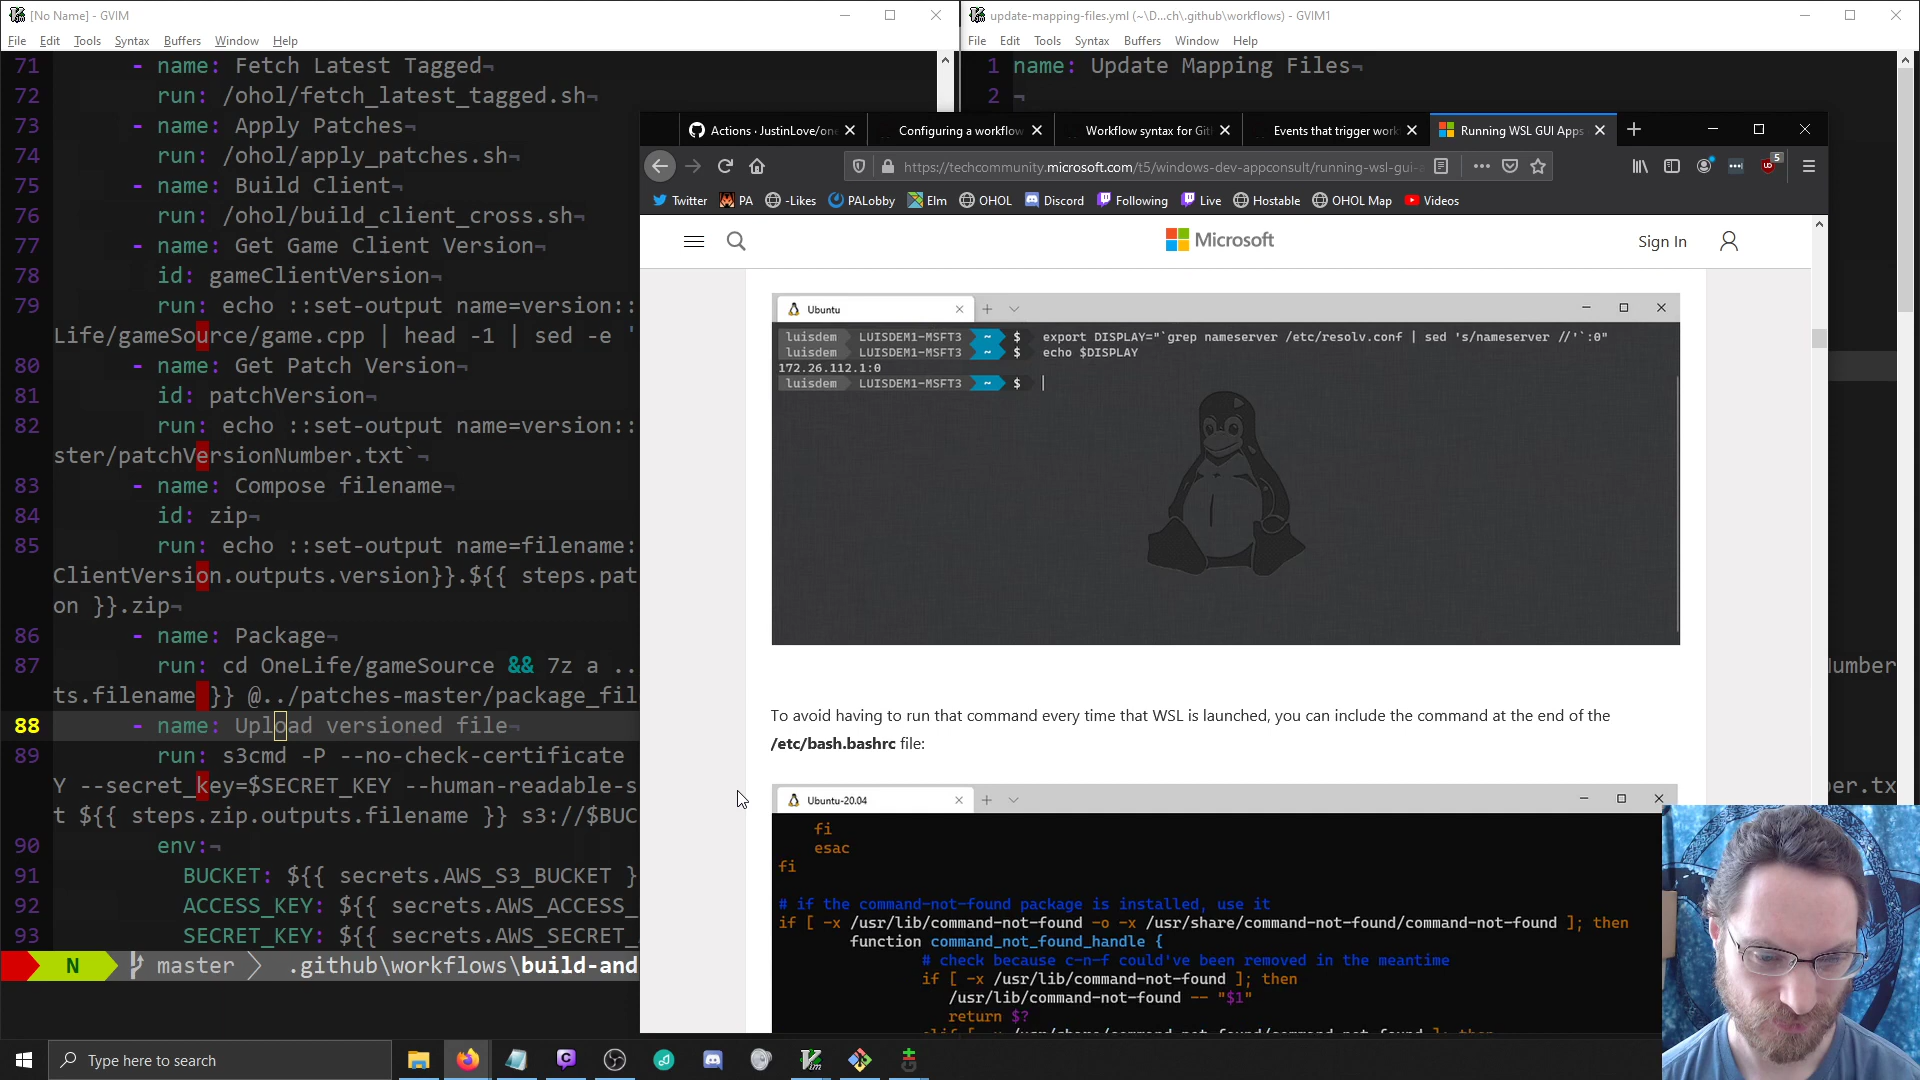 [No Name] - GVIM
File Edit Tools Syntax Buffers Window Help
71 - name: Fetch Latest Tagged¬
72 run: /ohol/fetch_latest_tagged.sh¬
73 - name: Apply Patches¬
74 run: /ohol/apply_patches.sh¬
75 - name: Build Client¬
76 run: /ohol/build_client_cross.sh¬
77 - name: Get Game Client Version¬
78 id: gameClientVersion¬
79 run: echo ::set-output name=version::
Life/gameSource/game.cpp | head -1 | sed -e '
80 - name: Get Patch Version¬
81 id: patchVersion¬
82 run: echo ::set-output name=version::
ster/patchVersionNumber.txt`¬
83 - name: Compose filename¬
84 id: zip¬
85 run: echo ::set-output name=filename:
ClientVersion.outputs.version}}.${{ steps.pat
on }}.zip¬
86 - name: Package¬
87 run: cd OneLife/gameSource && 7z a ..
ts.filename }} @../patches-master/package_fil
88 - name: Upload versioned file¬
89 run: s3cmd -P --no-check-certificate
Y --secret_key=$SECRET_KEY --human-readable-s
t ${{ steps.zip.outputs.filename }} s3://$BUC
90 env:¬
91 BUCKET: ${{ secrets.AWS_S3_BUCKET }
92 ACCESS_KEY: ${{ secrets.AWS_ACCESS_
93 SECRET_KEY: ${{ secrets.AWS_SECRET_
N master .github\workflows\build-and
update-mapping-files.yml (~\D...ch\.github\workflows) - GVIM1
File Edit Tools Syntax Buffers Window Help
1 name: Update Mapping Files¬
2 ¬
umber
er.tx
Actions · JustinLove/one
Configuring a workflow
Workflow syntax for Git
Events that trigger work
Running WSL GUI Apps
https://techcommunity.microsoft.com/t5/windows-dev-appconsult/running-wsl-gui-a
5
Twitter PA -Likes PALobby Elm OHOL Discord Following Live Hostable OHOL Map Videos
Microsoft
Sign In
Ubuntu
luisdem LUISDEM1-MSFT3 ~ $ export DISPLAY="`grep nameserver /etc/resolv.conf | sed 's/nameserver //'`:0"
luisdem LUISDEM1-MSFT3 ~ $ echo $DISPLAY
172.26.112.1:0
luisdem LUISDEM1-MSFT3 ~ $
To avoid having to run that command every time that WSL is launched, you can include the command at the end of the
/etc/bash.bashrc file:
Ubuntu-20.04
fi
esac
fi
# if the command-not-found package is installed, use it
if [ -x /usr/lib/command-not-found -o -x /usr/share/command-not-found/command-not-found ]; then
function command_not_found_handle {
# check because c-n-f could've been removed in the meantime
if [ -x /usr/lib/command-not-found ]; then
/usr/lib/command-not-found -- "$1"
return $?
Type here to search